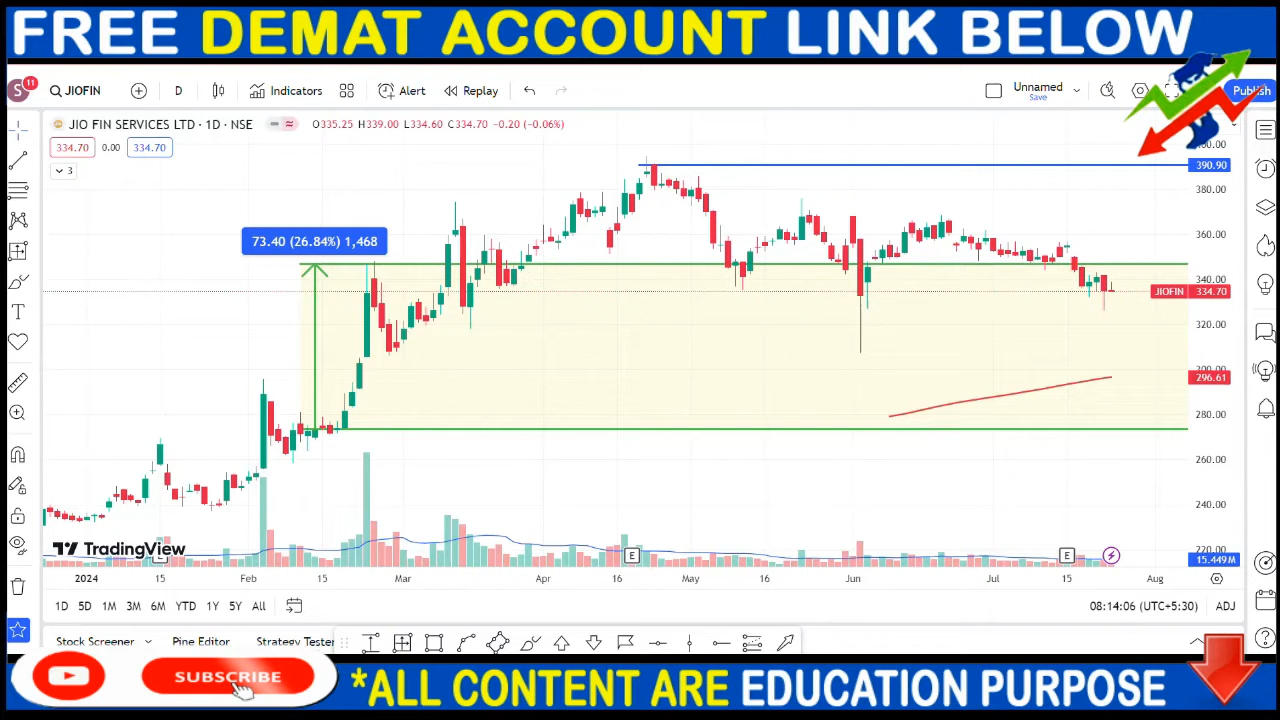 FREE DEMAT ACCOUNT LINK BELOW
S 11 JIOFIN D Indicators Alert Replay Unnamed Save Publish
JIO FIN SERVICES LTD · 1D · NSE O335.25 H339.00 L334.60 C334.70 −0.20 (−0.06%)
334.70 0.00 334.70
3
390.90
380.00
73.40 (26.84%) 1,468
360.00
340.00
JIOFIN 334.70
320.00
300.00
296.61
280.00
260.00
240.00
TradingView
E E
220.00
15.449M
2024 15 Feb 15 Mar Apr 16 May 16 Jun Jul 15 Aug
1D 5D 1M 3M 6M YTD 1Y 5Y All 08:14:06 (UTC+5:30) ADJ
Stock Screener Pine Editor Strategy Tester
SUBSCRIBE
*ALL CONTENT ARE EDUCATION PURPOSE